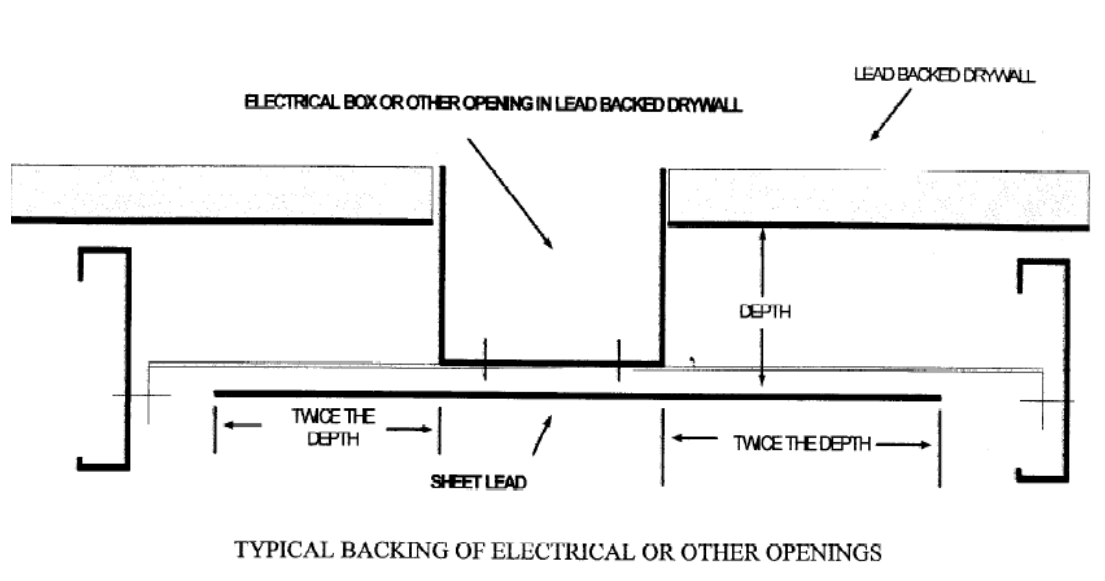 LEAD BACKED DRYWALL
ELECTRICAL BOX OR OTHER OPENING IN LEAD BACKED DRYWALL
DEPTH
TWICE THE
DEPTH
TWICE THE DEPTH
SHEET LEAD
TYPICAL BACKING OF ELECTRICAL OR OTHER OPENINGS